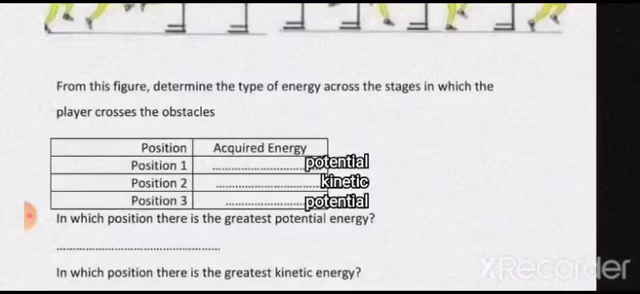 From this figure, determine the type of energy across the stages in which the
player crosses the obstacles
Position Acquired Energy
Position 1 ........................ potential
Position 2 ........................ kinetic
Position 3 ........................ potential
In which position there is the greatest potential energy?
................................................
In which position there is the greatest kinetic energy?
XRecorder